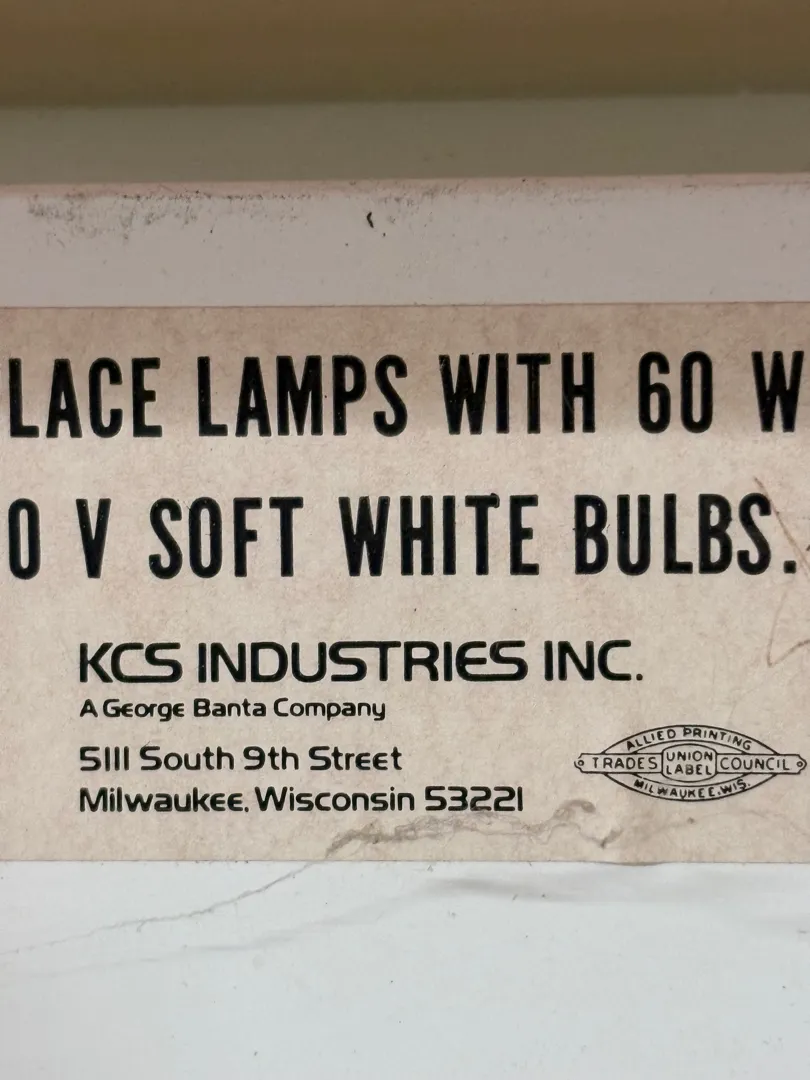 LACE LAMPS WITH 60 W
0 V SOFT WHITE BULBS.
KCS INDUSTRIES INC.
A George Banta Company
5111 South 9th Street
Milwaukee, Wisconsin 53221
ALLIED PRINTING
TRADES UNION LABEL COUNCIL
MILWAUKEE, WIS.